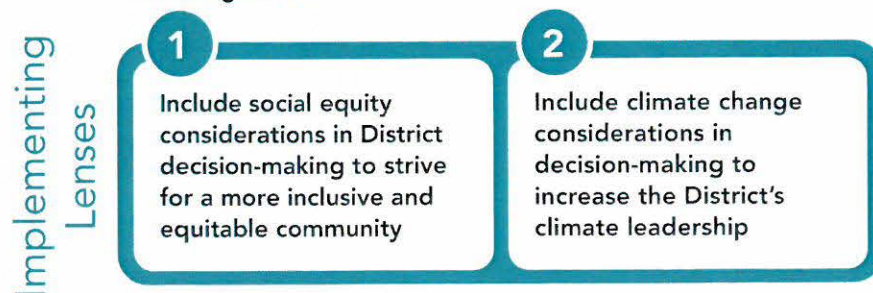 Implementing
Lenses
1
Include social equity
considerations in District
decision-making to strive
for a more inclusive and
equitable community
2
Include climate change
considerations in
decision-making to
increase the District's
climate leadership